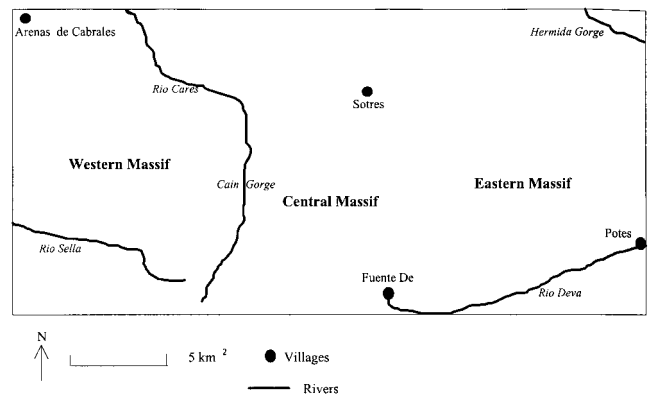 Arenas de Cabrales
Hermida Gorge
Rio Cares
Sotres
Western Massif
Cain Gorge
Central Massif
Eastern Massif
Rio Sella
Potes
Fuente De
Rio Deva
N
5 km 2
Villages
Rivers